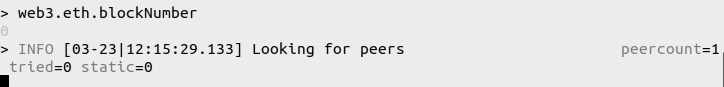 > web3.eth.blockNumber
0
> INFO [03-23|12:15:29.133] Looking for peers peercount=1
tried=0 static=0